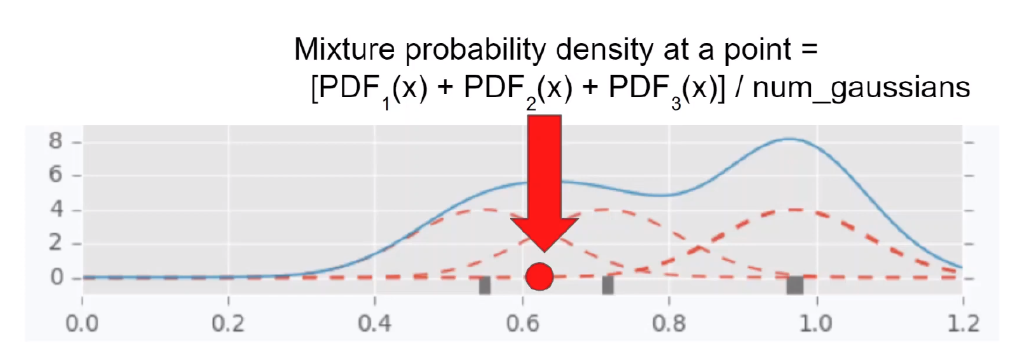 Mixture probability density at a point =
[PDF₁(x) + PDF₂(x) + PDF₃(x)] / num_gaussians
8
6
4
2
0
0.0 0.2 0.4 0.6 0.8 1.0 1.2